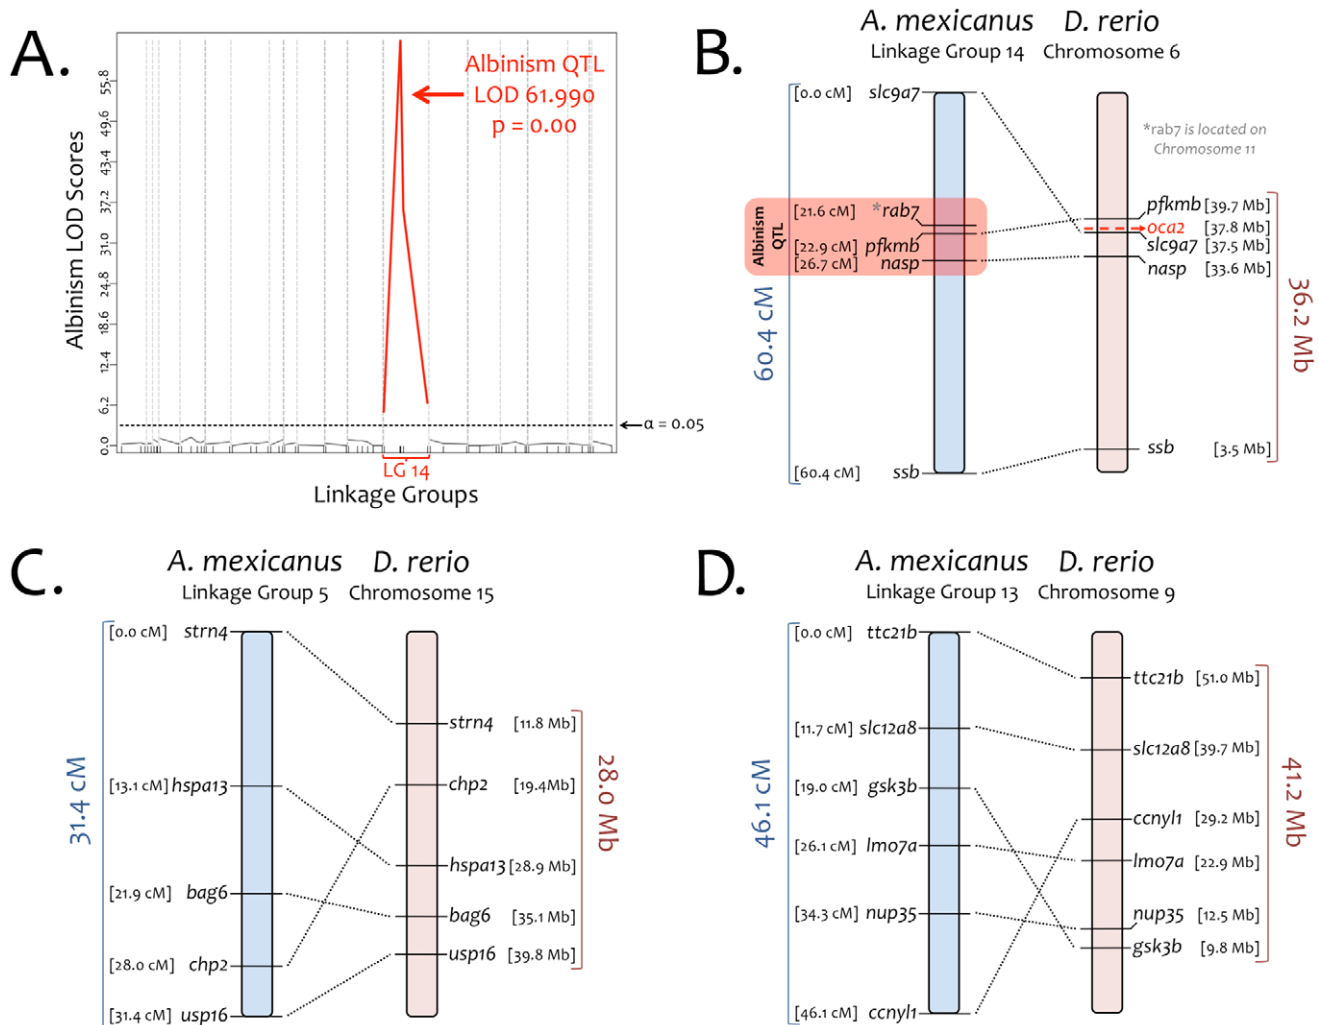 A.
Albinism LOD Scores
55.8
49.6
43.4
37.2
31.0
24.8
18.6
12.4
6.2
0.0
Albinism QTL
LOD 61.990
p = 0.00
α = 0.05
LG 14
Linkage Groups
B.
A. mexicanus
Linkage Group 14
D. rerio
Chromosome 6
[0.0 cM] slc9a7
*rab7 is located on
Chromosome 11
Albinism
QTL
[21.6 cM] *rab7
[22.9 cM] pfkmb
[26.7 cM] nasp
[60.4 cM] ssb
60.4 cM
pfkmb [39.7 Mb]
oca2 [37.8 Mb]
slc9a7 [37.5 Mb]
nasp [33.6 Mb]
ssb [3.5 Mb]
36.2 Mb
C.
A. mexicanus
Linkage Group 5
D. rerio
Chromosome 15
[0.0 cM] strn4
[13.1 cM] hspa13
[21.9 cM] bag6
[28.0 cM] chp2
[31.4 cM] usp16
31.4 cM
strn4 [11.8 Mb]
chp2 [19.4Mb]
hspa13 [28.9 Mb]
bag6 [35.1 Mb]
usp16 [39.8 Mb]
28.0 Mb
D.
A. mexicanus
Linkage Group 13
D. rerio
Chromosome 9
[0.0 cM] ttc21b
[11.7 cM] slc12a8
[19.0 cM] gsk3b
[26.1 cM] lmo7a
[34.3 cM] nup35
[46.1 cM] ccnyl1
46.1 cM
ttc21b [51.0 Mb]
slc12a8 [39.7 Mb]
ccnyl1 [29.2 Mb]
lmo7a [22.9 Mb]
nup35 [12.5 Mb]
gsk3b [9.8 Mb]
41.2 Mb